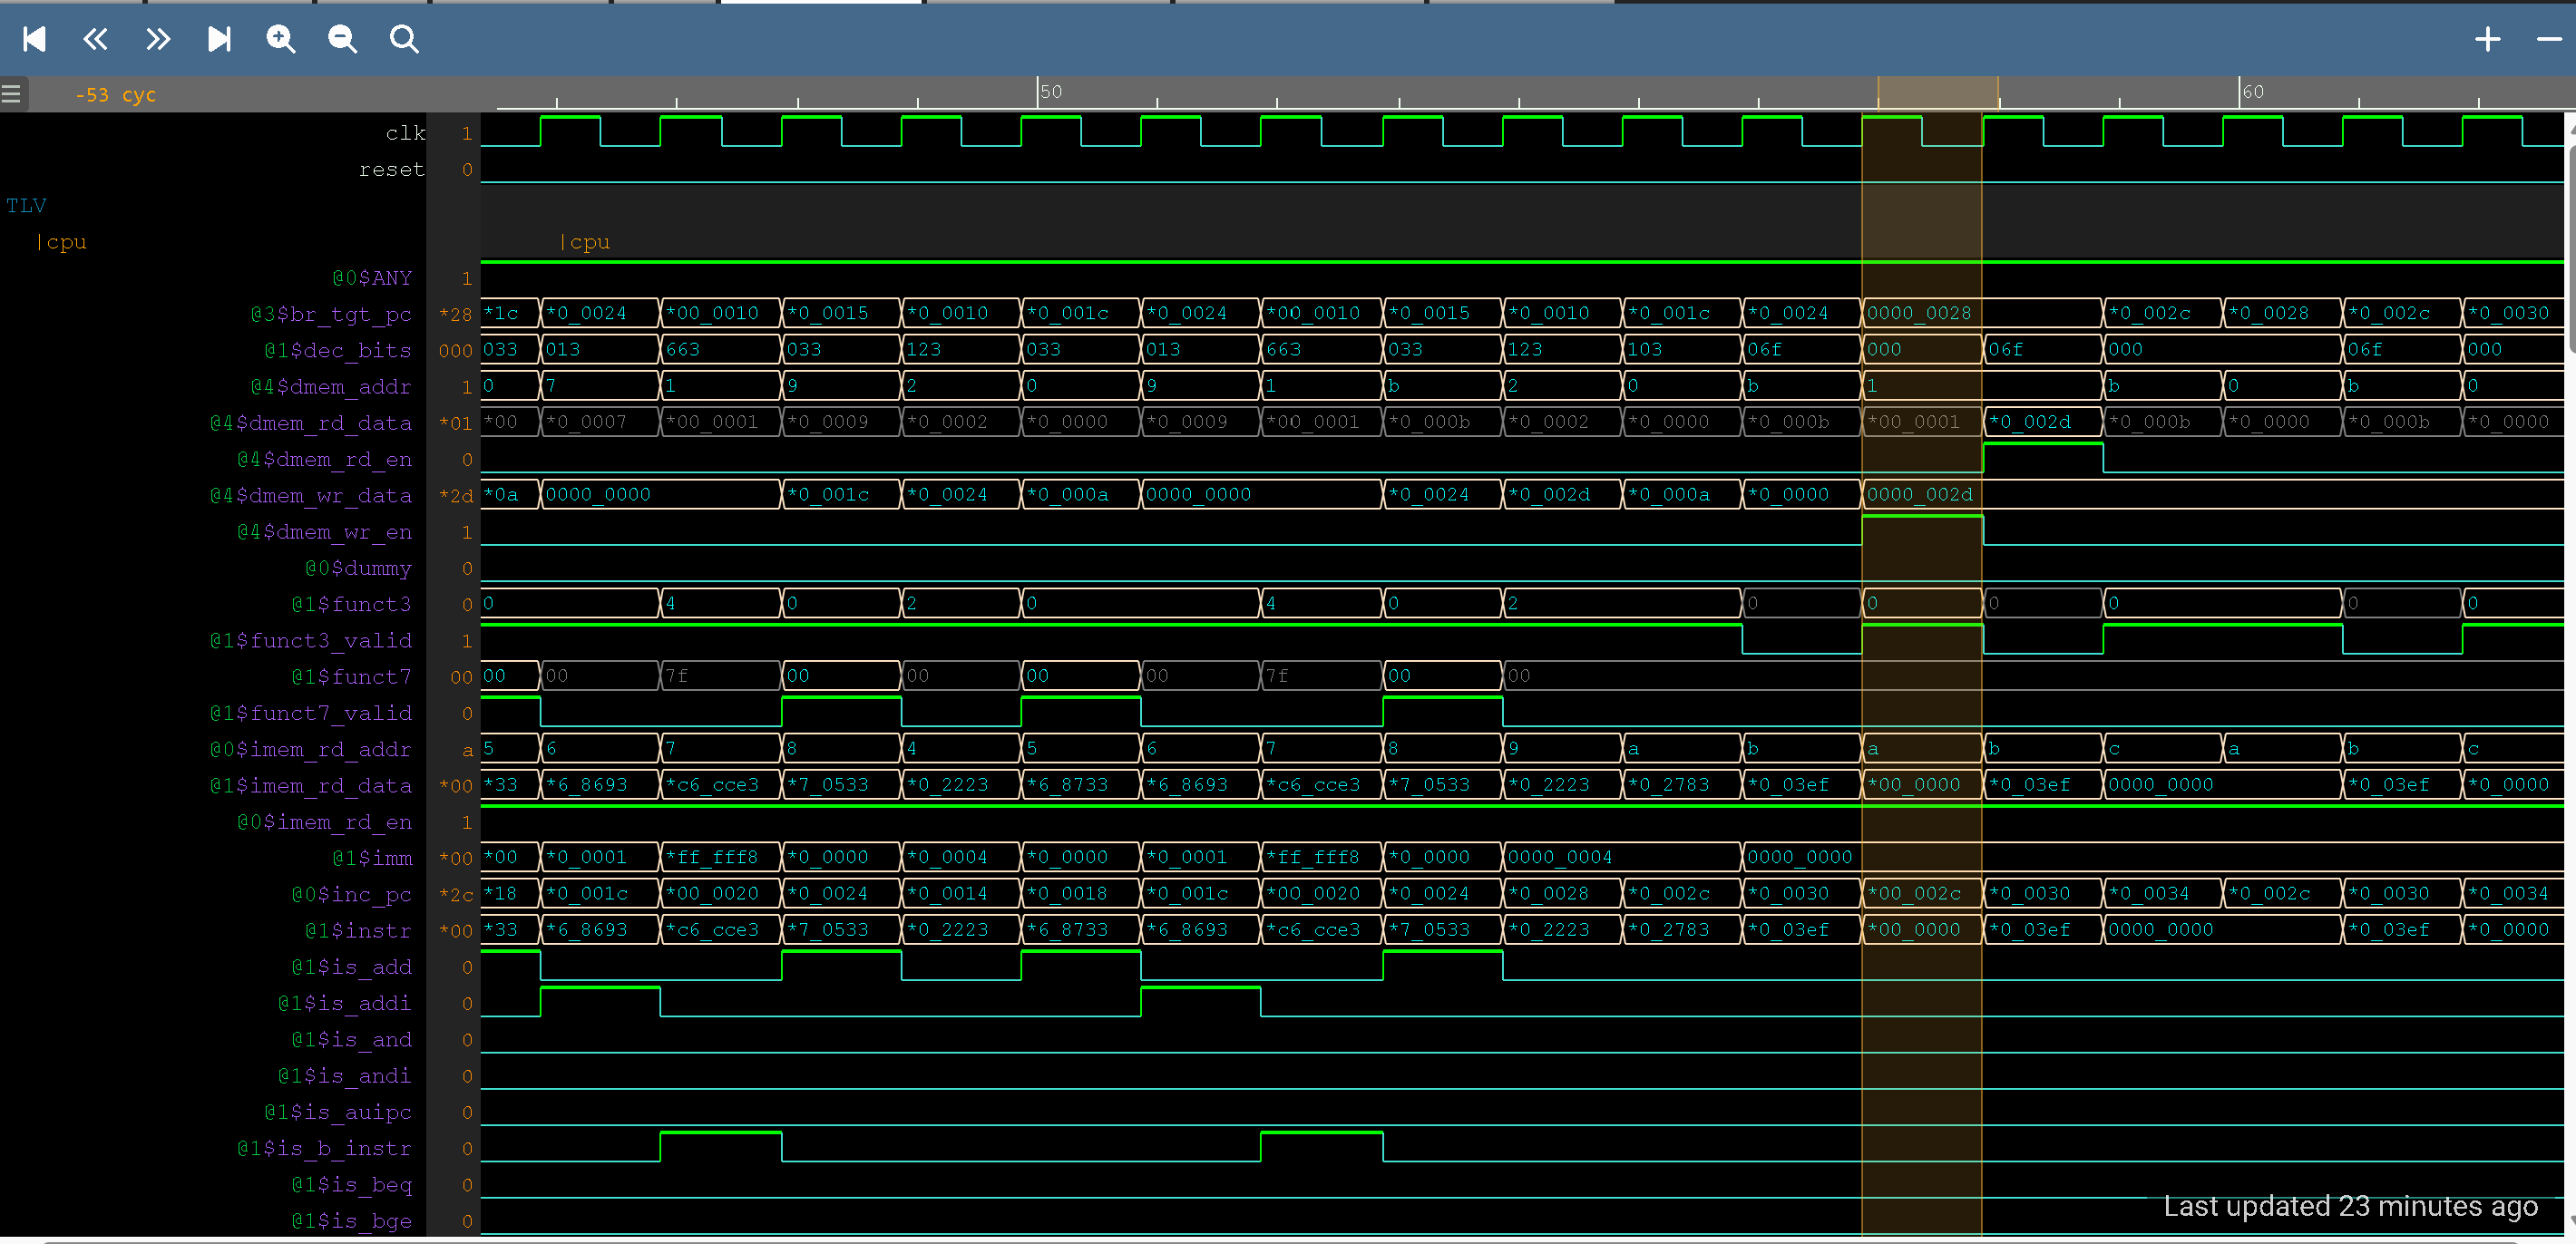 -53 cyc 50 60
clk 1
reset 0
TLV
|cpu |cpu
@0$ANY 1
@3$br_tgt_pc *28 *1c *0_0024 *00_0010 *0_0015 *0_0010 *0_001c *0_0024 *00_0010 *0_0015 *0_0010 *0_001c *0_0024 0000_0028 *0_002c *0_0028 *0_002c *0_0030
@1$dec_bits 000 033 013 663 033 123 033 013 663 033 123 103 06f 000 06f 000 06f 000
@4$dmem_addr 1 0 7 1 9 2 0 9 1 b 2 0 b 1 b 0 b 0
@4$dmem_rd_data *01 *00 *0_0007 *00_0001 *0_0009 *0_0002 *0_0000 *0_0009 *00_0001 *0_000b *0_0002 *0_0000 *0_000b *00_0001 *0_002d *0_000b *0_0000 *0_000b *0_0000
@4$dmem_rd_en 0
@4$dmem_wr_data *2d *0a 0000_0000 *0_001c *0_0024 *0_000a 0000_0000 *0_0024 *0_002d *0_000a *0_0000 0000_002d
@4$dmem_wr_en 1
@0$dummy 0
@1$funct3 0 0 4 0 2 0 4 0 2 0 0 0 0 0 0
@1$funct3_valid 1
@1$funct7 00 00 00 7f 00 00 00 00 7f 00 00
@1$funct7_valid 0
@0$imem_rd_addr a 5 6 7 8 4 5 6 7 8 9 a b a b c a b c
@1$imem_rd_data *00 *33 *6_8693 *c6_cce3 *7_0533 *0_2223 *6_8733 *6_8693 *c6_cce3 *7_0533 *0_2223 *0_2783 *0_03ef *00_0000 *0_03ef 0000_0000 *0_03ef *0_0000
@0$imem_rd_en 1
@1$imm *00 *00 *0_0001 *ff_fff8 *0_0000 *0_0004 *0_0000 *0_0001 *ff_fff8 *0_0000 0000_0004 0000_0000
@0$inc_pc *2c *18 *0_001c *00_0020 *0_0024 *0_0014 *0_0018 *0_001c *00_0020 *0_0024 *0_0028 *0_002c *0_0030 *00_002c *0_0030 *0_0034 *0_002c *0_0030 *0_0034
@1$instr *00 *33 *6_8693 *c6_cce3 *7_0533 *0_2223 *6_8733 *6_8693 *c6_cce3 *7_0533 *0_2223 *0_2783 *0_03ef *00_0000 *0_03ef 0000_0000 *0_03ef *0_0000
@1$is_add 0
@1$is_addi 0
@1$is_and 0
@1$is_andi 0
@1$is_auipc 0
@1$is_b_instr 0
@1$is_beq 0
@1$is_bge 0
Last updated 23 minutes ago